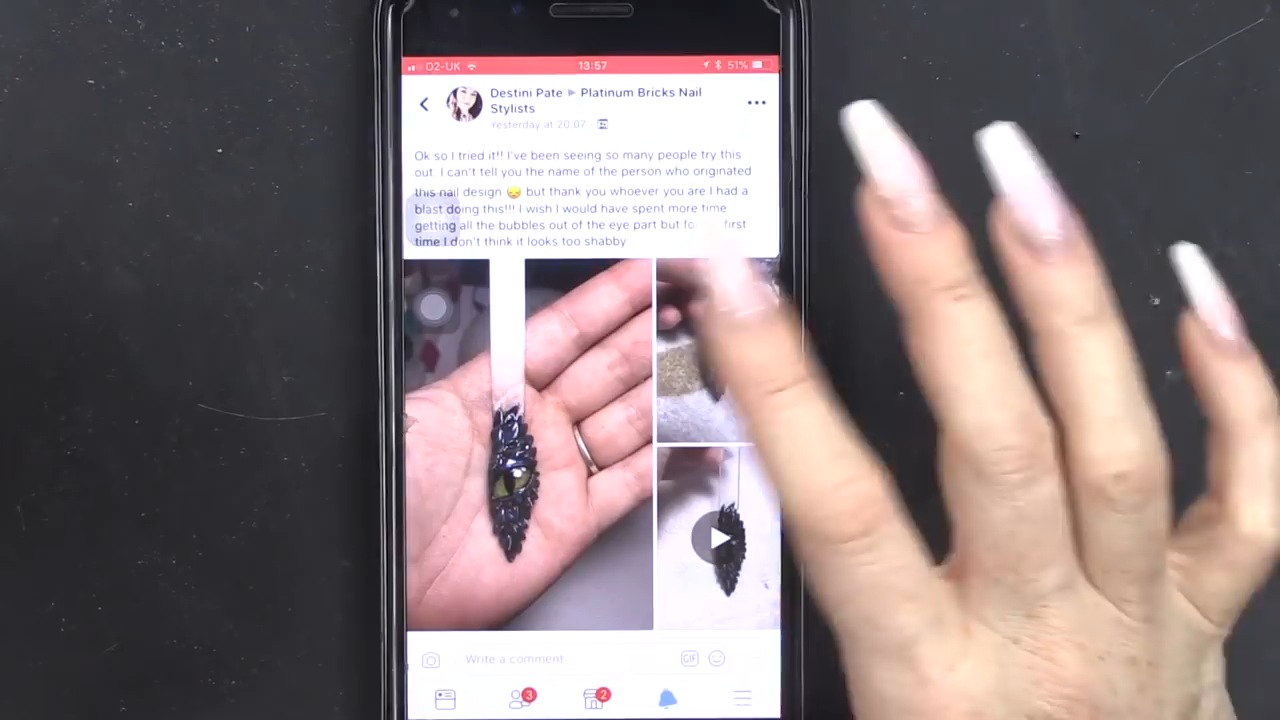 O2-UK 13:57 51%
Destini Pate ▶ Platinum Bricks Nail
Stylists
Yesterday at 20:07
Ok so I tried it!! I've been seeing so many people try this
out. I can't tell you the name of the person who originated
this nail design 😞 but thank you whoever you are I had a
blast doing this!!! I wish I would have spent more time
getting all the bubbles out of the eye part but first
time I don't think it looks too shabby
Write a comment
GIF
3 2